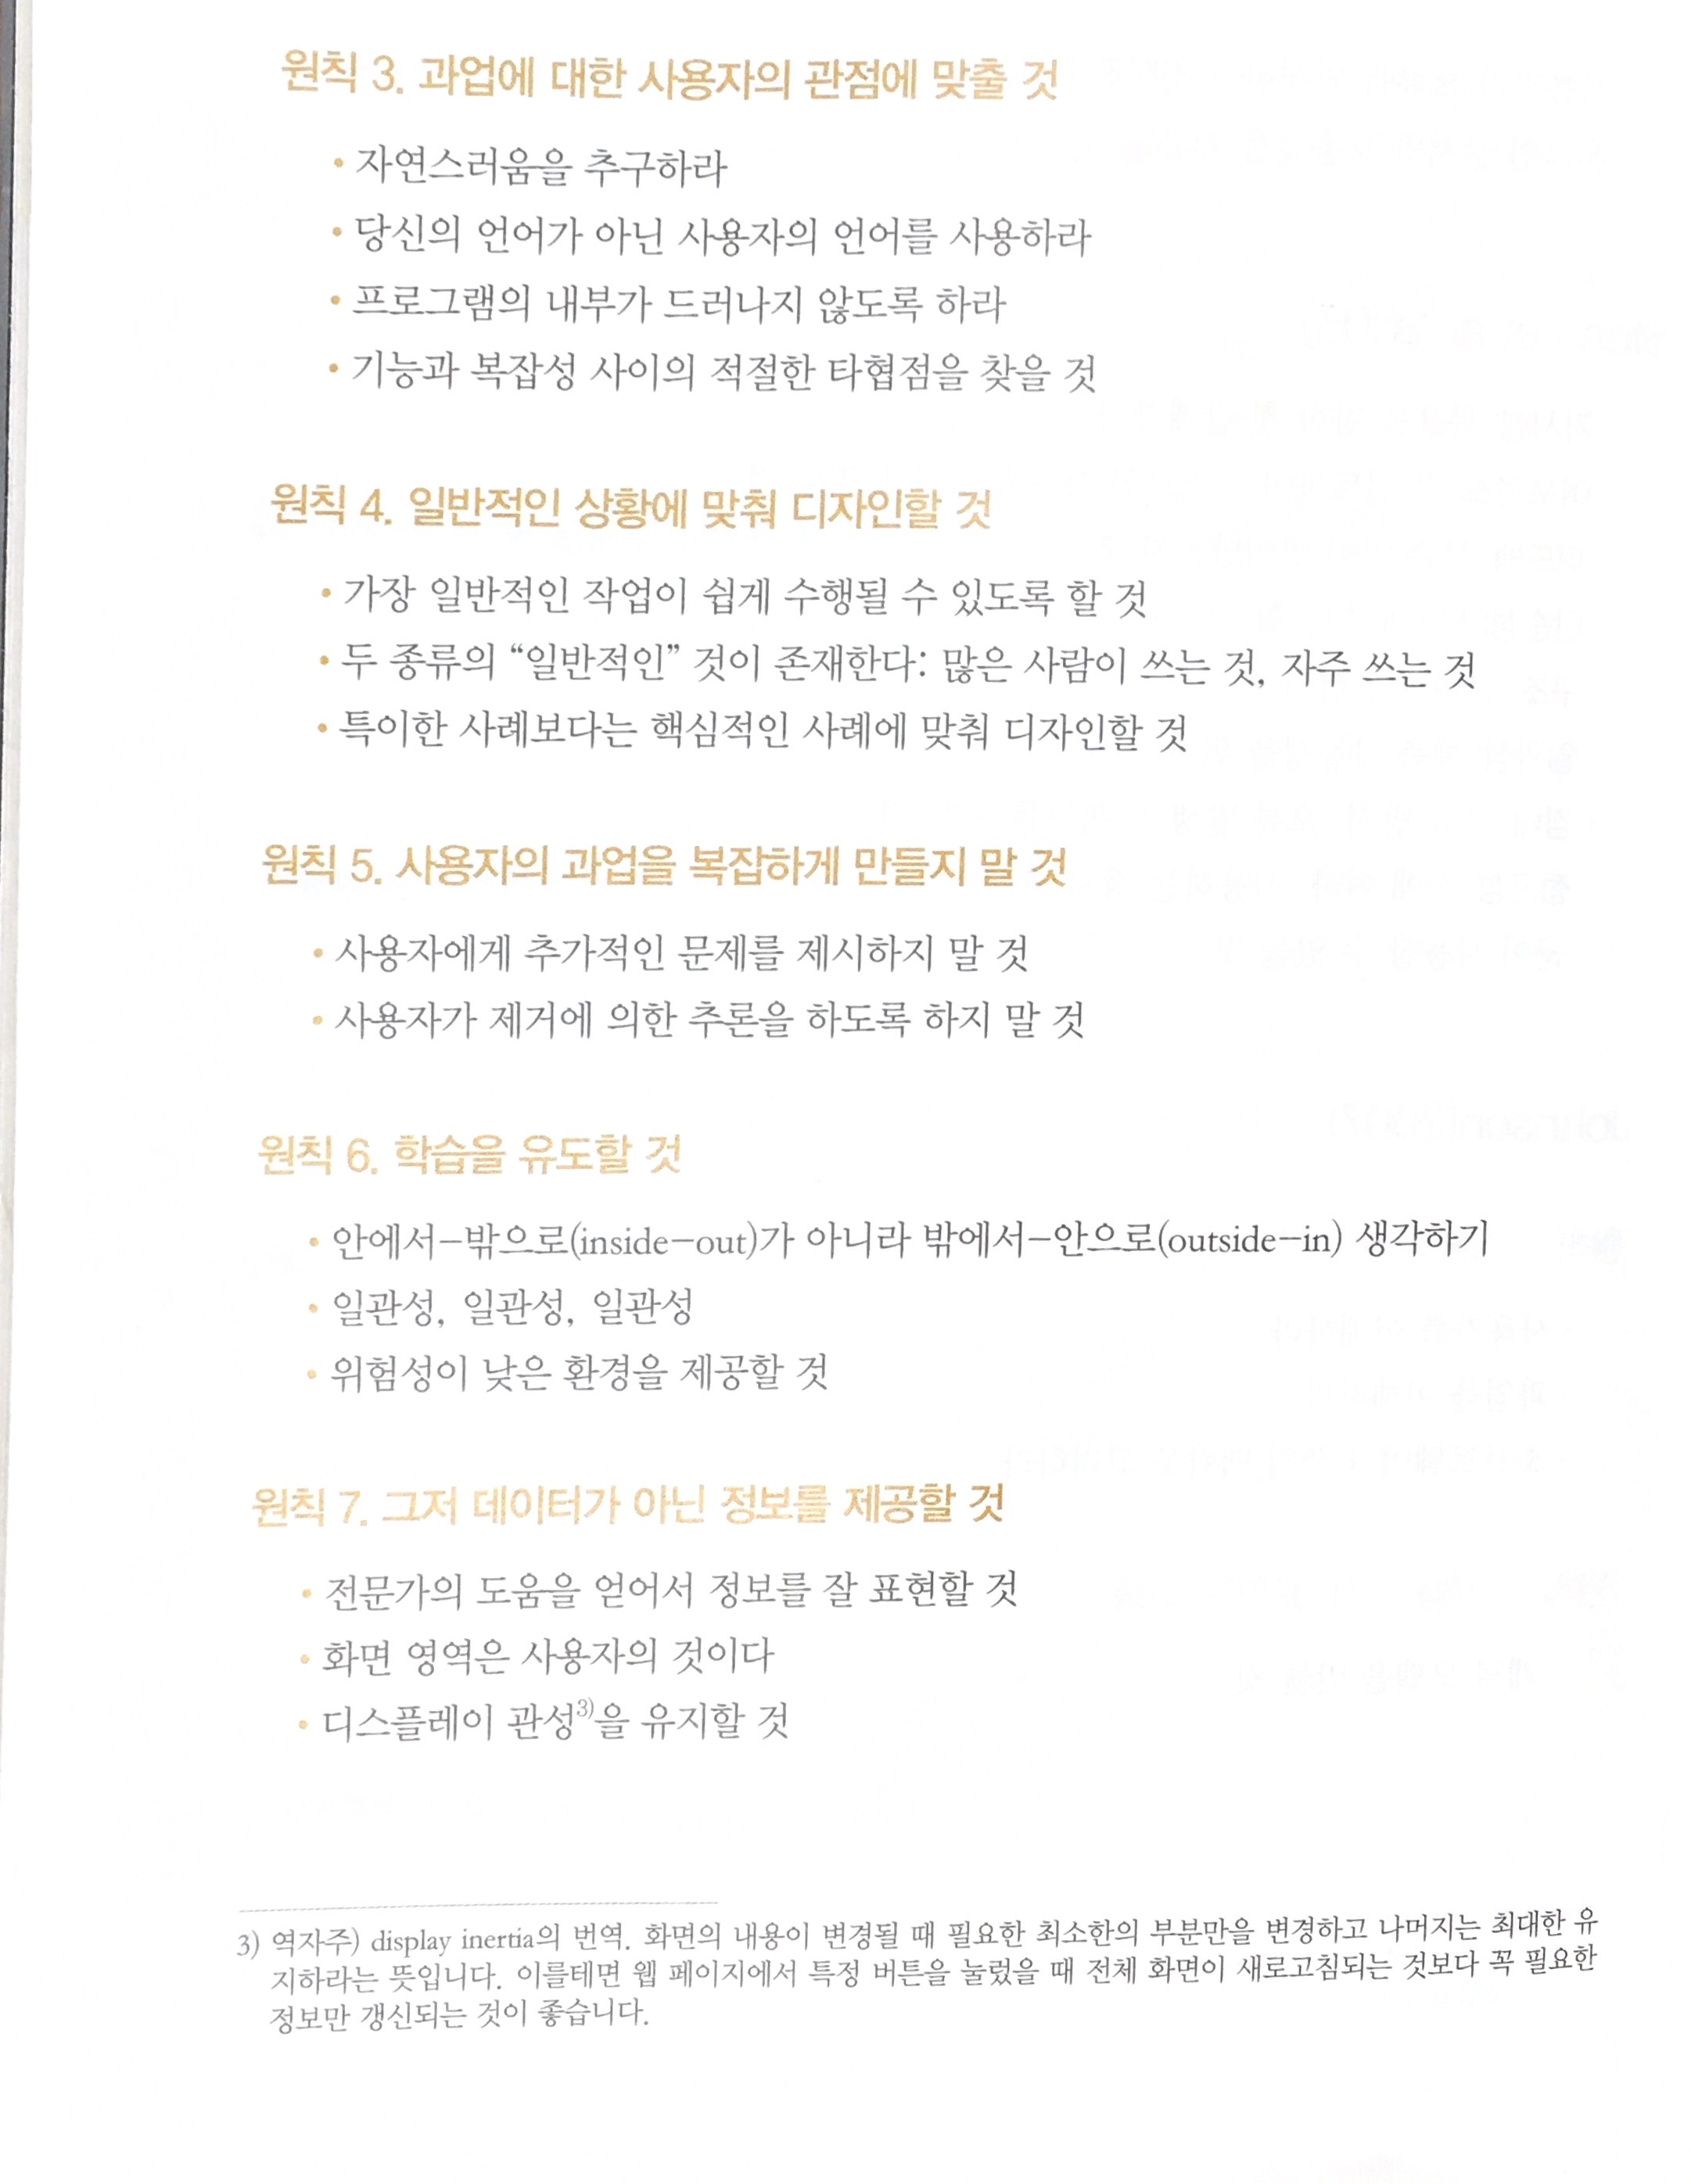 원칙 3. 과업에 대한 사용자의 관점에 맞출 것
• 자연스러움을 추구하라
• 당신의 언어가 아닌 사용자의 언어를 사용하라
• 프로그램의 내부가 드러나지 않도록 하라
• 기능과 복잡성 사이의 적절한 타협점을 찾을 것
원칙 4. 일반적인 상황에 맞춰 디자인할 것
• 가장 일반적인 작업이 쉽게 수행될 수 있도록 할 것
• 두 종류의 “일반적인” 것이 존재한다: 많은 사람이 쓰는 것, 자주 쓰는 것
• 특이한 사례보다는 핵심적인 사례에 맞춰 디자인할 것
원칙 5. 사용자의 과업을 복잡하게 만들지 말 것
• 사용자에게 추가적인 문제를 제시하지 말 것
• 사용자가 제거에 의한 추론을 하도록 하지 말 것
원칙 6. 학습을 유도할 것
• 안에서–밖으로(inside–out)가 아니라 밖에서–안으로(outside–in) 생각하기
• 일관성, 일관성, 일관성
• 위험성이 낮은 환경을 제공할 것
원칙 7. 그저 데이터가 아닌 정보를 제공할 것
• 전문가의 도움을 얻어서 정보를 잘 표현할 것
• 화면 영역은 사용자의 것이다
• 디스플레이 관성3)을 유지할 것
3) 역자주) display inertia의 번역. 화면의 내용이 변경될 때 필요한 최소한의 부분만을 변경하고 나머지는 최대한 유
지하라는 뜻입니다. 이를테면 웹 페이지에서 특정 버튼을 눌렀을 때 전체 화면이 새로고침되는 것보다 꼭 필요한
정보만 갱신되는 것이 좋습니다.